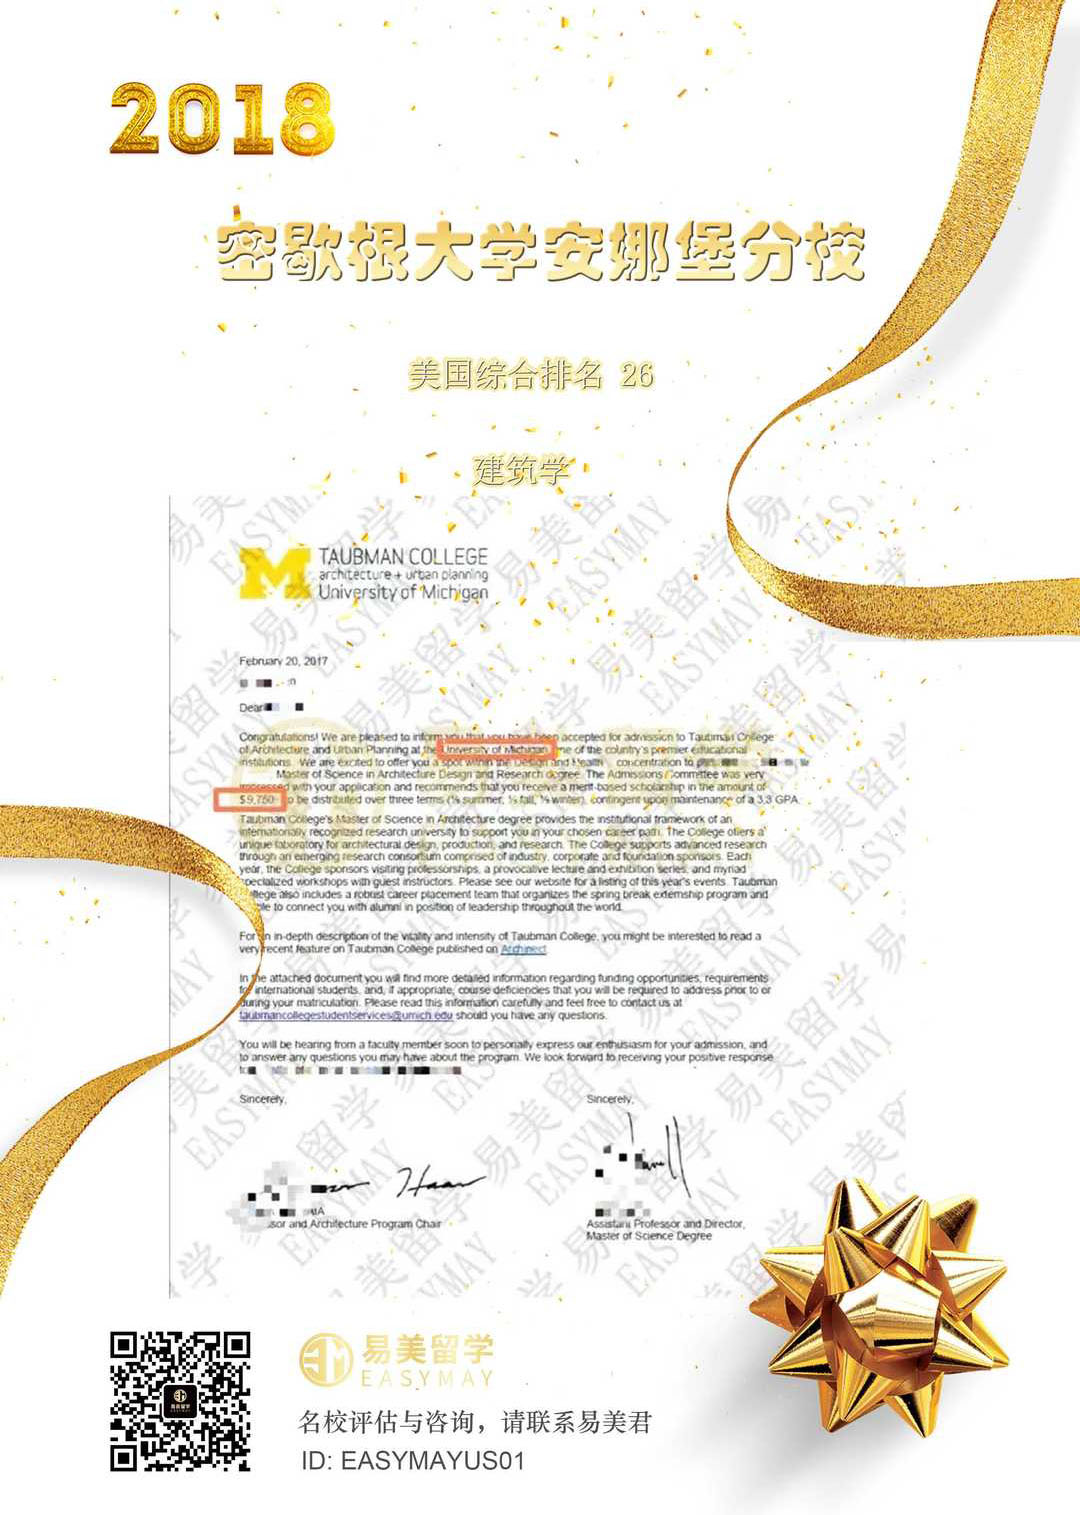 2018
密歇根大学安娜堡分校
美国综合排名 26
建筑学
TAUBMAN COLLEGE
architecture + urban planning
University of Michigan
February 20, 2017
Dear
Congratulations! We are pleased to inform you that you have been accepted for admission to Taubman College
of Architecture and Urban Planning at the University of Michigan, one of the country's premier educational
institutions. We are excited to offer you a spot within the Design and Health concentration to
Master of Science in Architecture Design and Research degree. The Admissions Committee was very
impressed with your application and recommends that you receive a merit-based scholarship in the amount of
$9,750 to be distributed over three terms (⅓ summer, ⅓ fall, ⅓ winter), contingent upon maintenance of a 3.3 GPA.
Taubman College's Master of Science in Architecture degree provides the institutional framework of an
internationally recognized research university to support you in your chosen career path. The College offers a
unique laboratory for architectural design, production, and research. The College supports advanced research
through an emerging research consortium comprised of industry, corporate and foundation sponsors. Each
year, the College sponsors visiting professorships, a provocative lecture and exhibition series, and myriad
specialized workshops with guest instructors. Please see our website for a listing of this year's events. Taubman
College also includes a robust career placement team that organizes the spring break externship program and
able to connect you with alumni in position of leadership throughout the world.
For an in-depth description of the vitality and intensity of Taubman College, you might be interested to read a
very recent feature on Taubman College published on Archinect.
In the attached document you will find more detailed information regarding funding opportunities, requirements
for international students, and, if appropriate, course deficiencies that you will be required to address prior to or
during your matriculation. Please read this information carefully and feel free to contact us at
taubmancollegestudentservices@umich.edu should you have any questions.
You will be hearing from a faculty member soon to personally express our enthusiasm for your admission, and
to answer any questions you may have about the program. We look forward to receiving your positive response
Sincerely,
Sincerely,
and Architecture Program Chair
Assistant Professor and Director,
Master of Science Degree
易美留学
EASYMAY
名校评估与咨询，请联系易美君
ID: EASYMAYUS01